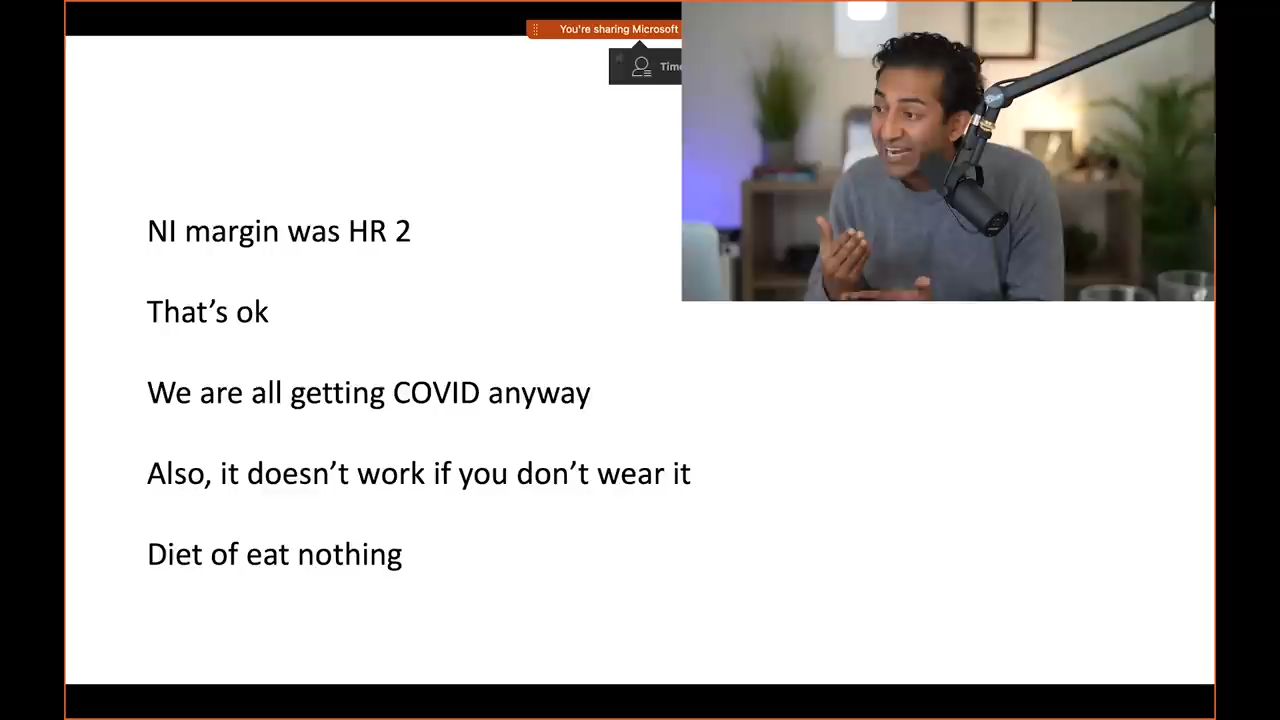 You're sharing Microsoft
Time
NI margin was HR 2
That's ok
We are all getting COVID anyway
Also, it doesn't work if you don't wear it
Diet of eat nothing